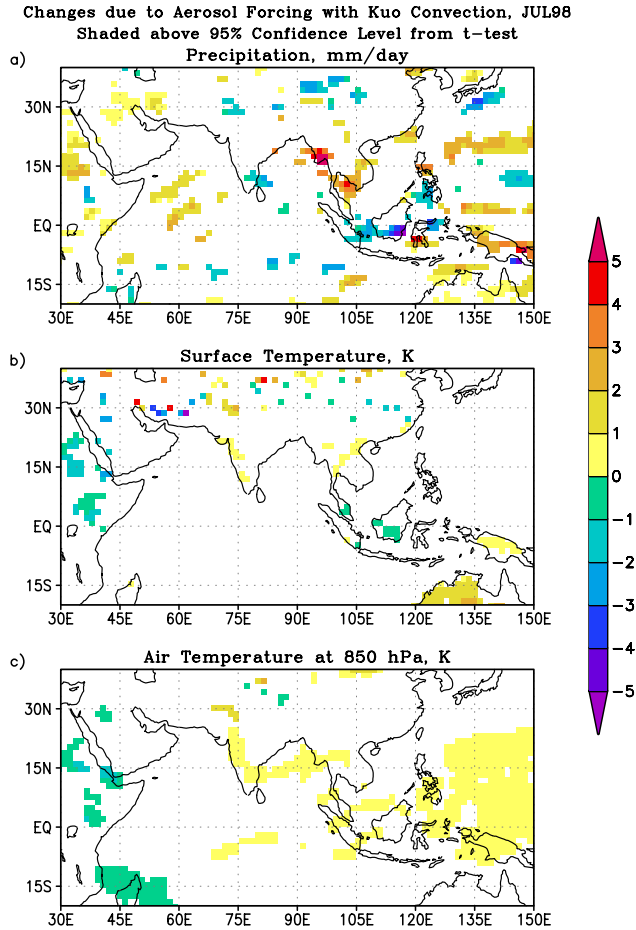 Changes due to Aerosol Forcing with Kuo Convection, JUL98
Shaded above 95% Confidence Level from t-test
a)
Precipitation, mm/day
30N
15N
EQ
15S
30E 45E 60E 75E 90E 105E 120E 135E 150E
b)
Surface Temperature, K
30N
15N
EQ
15S
30E 45E 60E 75E 90E 105E 120E 135E 150E
c)
Air Temperature at 850 hPa, K
30N
15N
EQ
15S
30E 45E 60E 75E 90E 105E 120E 135E 150E
5
4
3
2
1
0
-1
-2
-3
-4
-5